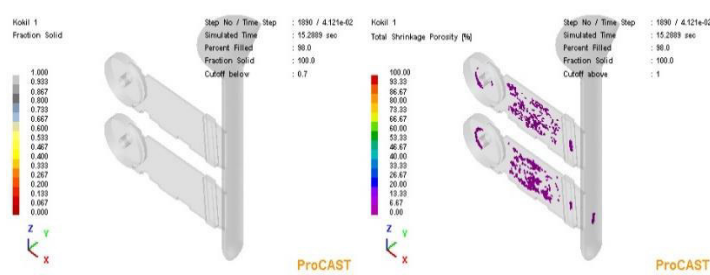 Kokil 1
Fraction Solid
Step No / Time Step : 1890 / 4.121e-02
Simulated Time : 15.2889 sec
Percent Filled : 98.0
Fraction Solid : 100.0
Cutoff below : 0.7
1.000
0.933
0.867
0.800
0.733
0.667
0.600
0.533
0.467
0.400
0.333
0.267
0.200
0.133
0.067
0.000
Z
Y
X
ProCAST
Kokil 1
Total Shrinkage Porosity [%]
Step No / Time Step : 1890 / 4.121e-02
Simulated Time : 15.2889 sec
Percent Filled : 98.0
Fraction Solid : 100.0
Cutoff above : 1
100.00
93.33
86.67
80.00
73.33
66.67
60.00
53.33
46.67
40.00
33.33
26.67
20.00
13.33
6.67
0.00
Z
Y
X
ProCAST